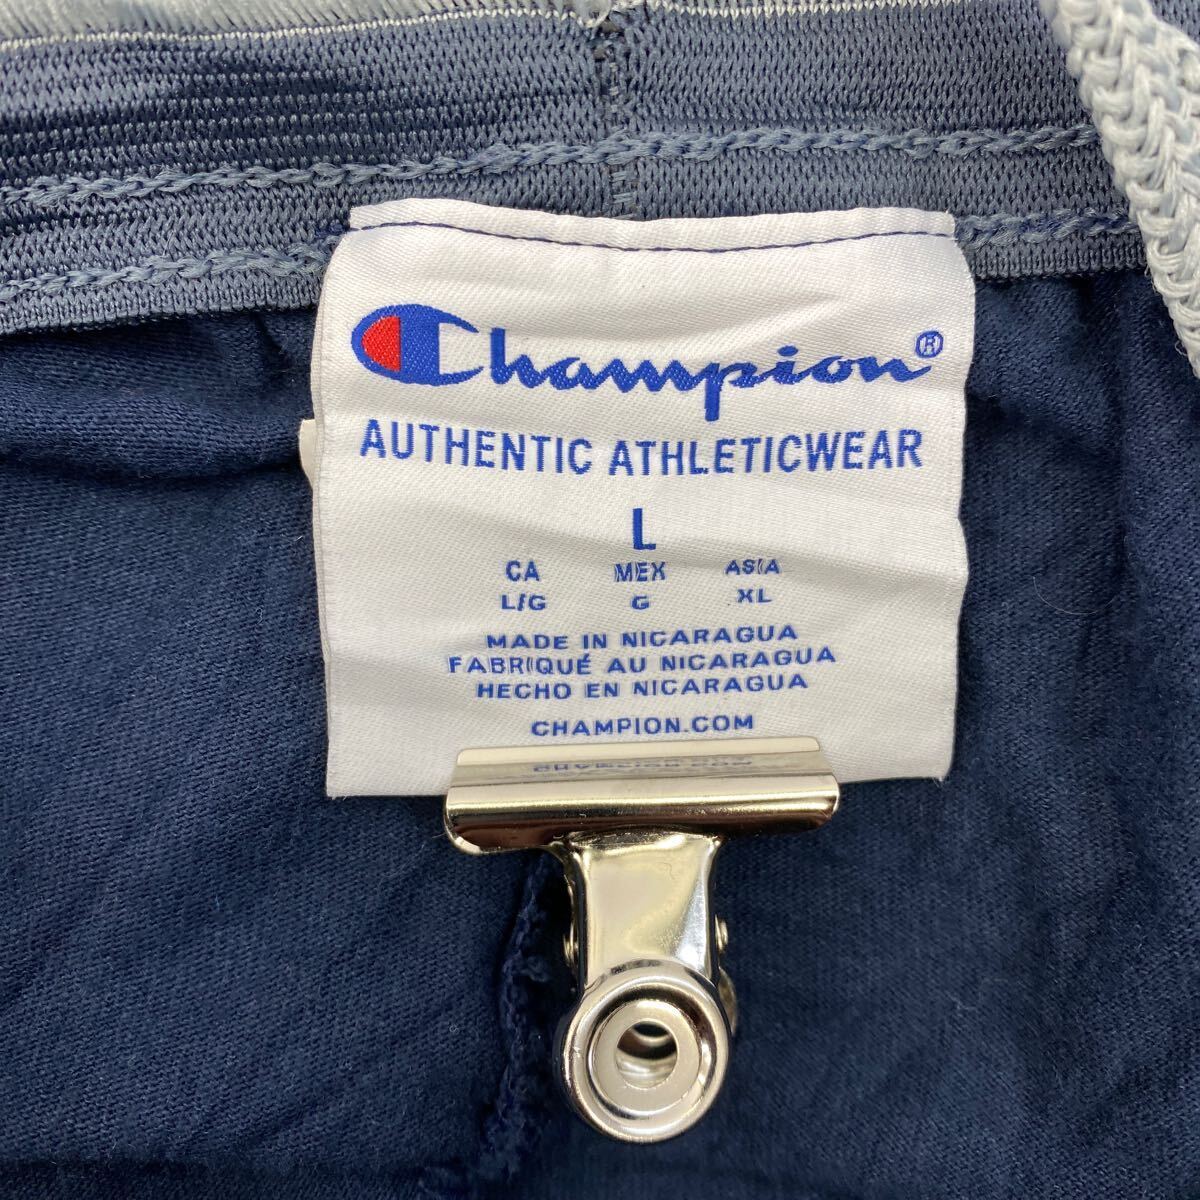 Champion®
AUTHENTIC ATHLETICWEAR
L
CA MEX ASIA
L/G G XL
MADE IN NICARAGUA
FABRIQUÉ AU NICARAGUA
HECHO EN NICARAGUA
CHAMPION.COM